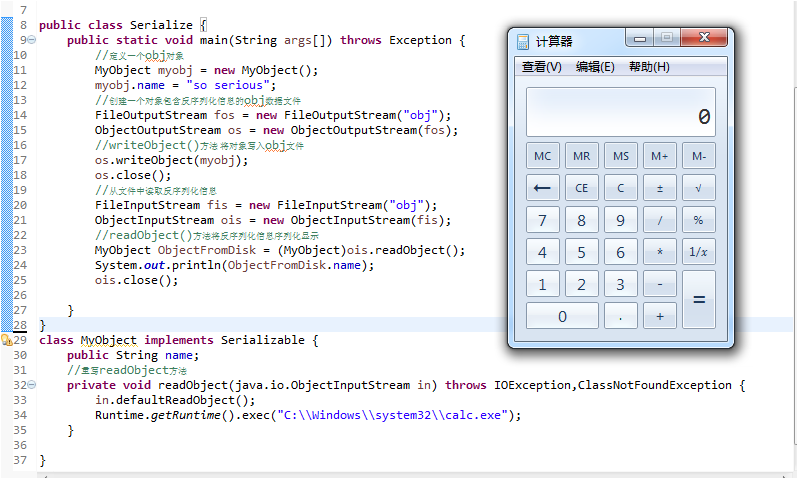 7
8 public class Serialize {
9 public static void main(String args[]) throws Exception {
10 //定义一个obj对象
11 MyObject myobj = new MyObject();
12 myobj.name = "so serious";
13 //创建一个对象包含反序列化信息的obj数据文件
14 FileOutputStream fos = new FileOutputStream("obj");
15 ObjectOutputStream os = new ObjectOutputStream(fos);
16 //writeObject()方法 将对象写入obj文件
17 os.writeObject(myobj);
18 os.close();
19 //从文件中读取反序列化信息
20 FileInputStream fis = new FileInputStream("obj");
21 ObjectInputStream ois = new ObjectInputStream(fis);
22 //readObject()方法将反序列化信息序列化显示
23 MyObject ObjectFromDisk = (MyObject)ois.readObject();
24 System.out.println(ObjectFromDisk.name);
25 ois.close();
26
27 }
28 }
29 class MyObject implements Serializable {
30 public String name;
31 //重写readObject方法
32 private void readObject(java.io.ObjectInputStream in) throws IOException,ClassNotFoundException {
33 in.defaultReadObject();
34 Runtime.getRuntime().exec("C:\\Windows\\system32\\calc.exe");
35 }
36
37 }
计算器
查看(V) 编辑(E) 帮助(H)
0
MC MR MS M+ M-
← CE C ± √
7 8 9 / %
4 5 6 * 1/x
1 2 3 - =
0 . +